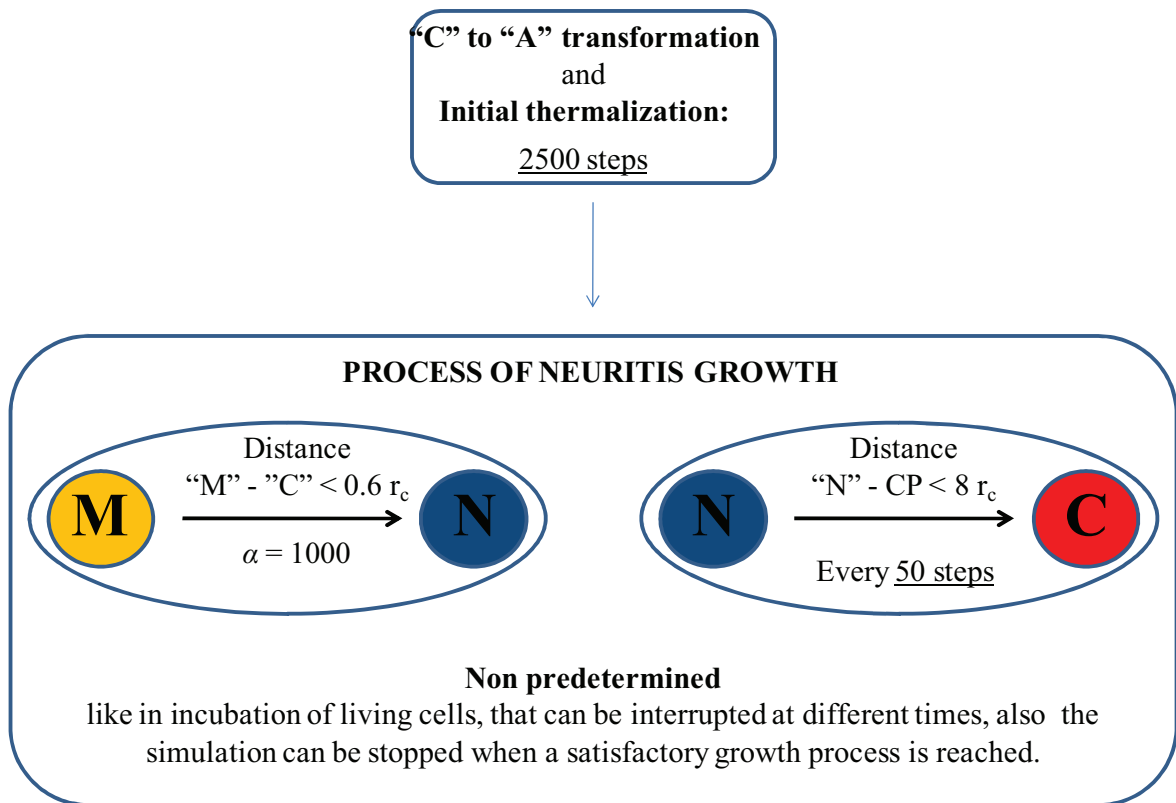 “C” to “A” transformation
and
Initial thermalization:
2500 steps
PROCESS OF NEURITIS GROWTH
Distance
“M” - ”C” < 0.6 rc
M
N
α = 1000
Distance
“N” - CP < 8 rc
N
C
Every 50 steps
Non predetermined
like in incubation of living cells, that can be interrupted at different times, also the
simulation can be stopped when a satisfactory growth process is reached.